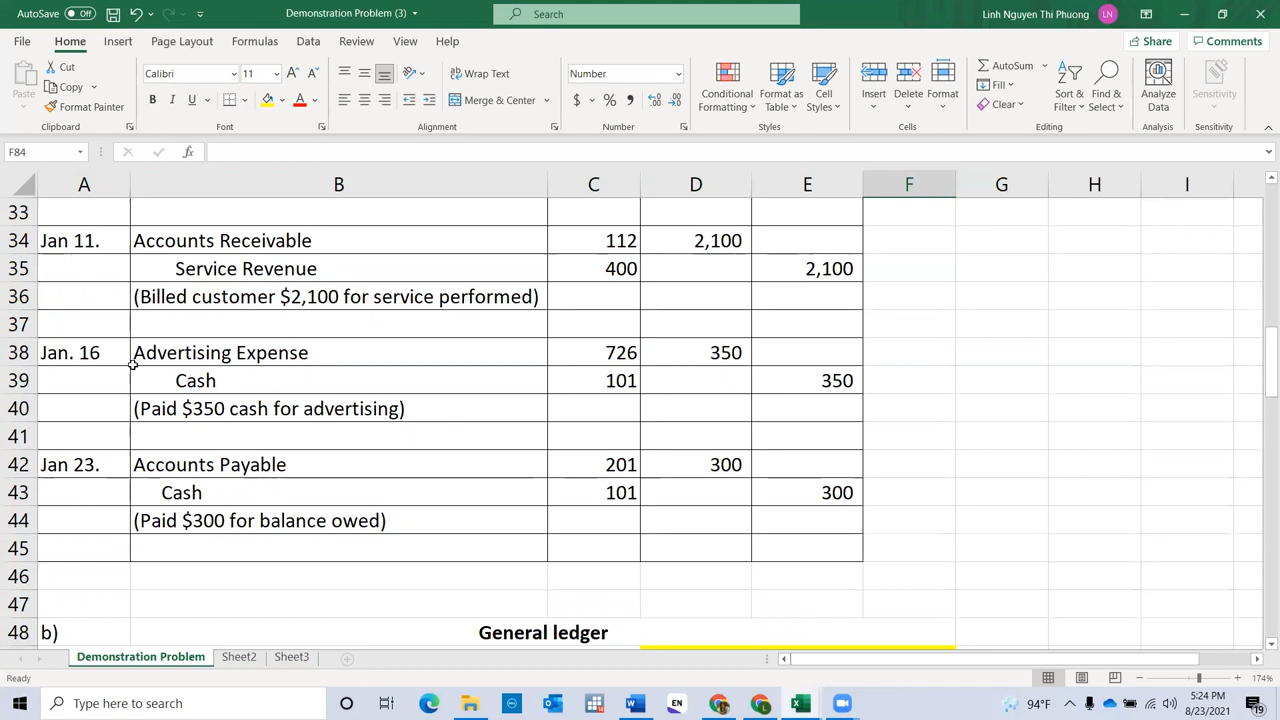 AutoSave Off Demonstration Problem (3) Search Linh Nguyen Thi Phuong LN
File Home Insert Page Layout Formulas Data Review View Help Share Comments
Paste Cut Copy Format Painter
Calibri 11 B I U A
Wrap Text Merge & Center
Number $ % ,
Conditional Formatting Format as Table Cell Styles
Insert Delete Format
AutoSum Fill Clear Sort & Filter Find & Select
Analyze Data Sensitivity
Clipboard Font Alignment Number Styles Cells Editing Analysis Sensitivity
F84 fx
A B C D E F G H I
33
34 Jan 11. Accounts Receivable 112 2,100
35 Service Revenue 400 2,100
36 (Billed customer $2,100 for service performed)
37
38 Jan. 16 Advertising Expense 726 350
39 Cash 101 350
40 (Paid $350 cash for advertising)
41
42 Jan 23. Accounts Payable 201 300
43 Cash 101 300
44 (Paid $300 for balance owed)
45
46
47
48 b) General ledger
Demonstration Problem Sheet2 Sheet3
Ready 174%
Type here to search EN 94°F 5:24 PM
8/23/2021 19